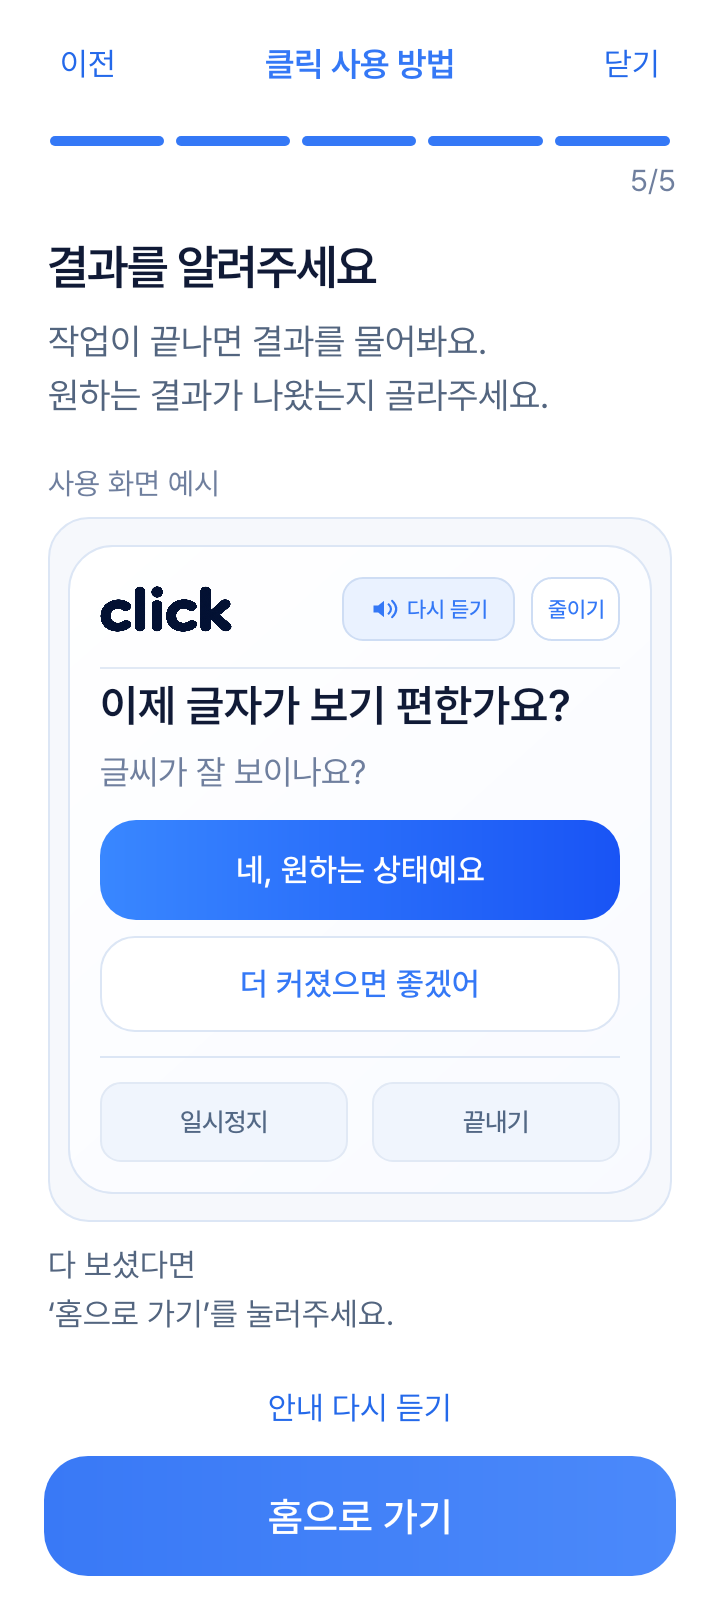 이전
클릭 사용 방법
닫기
5/5
결과를 알려주세요
작업이 끝나면 결과를 물어봐요.
원하는 결과가 나왔는지 골라주세요.
사용 화면 예시
click
다시 듣기
줄이기
이제 글자가 보기 편한가요?
글씨가 잘 보이나요?
네, 원하는 상태예요
더 커졌으면 좋겠어
일시정지
끝내기
다 보셨다면
‘홈으로 가기’를 눌러주세요.
안내 다시 듣기
홈으로 가기